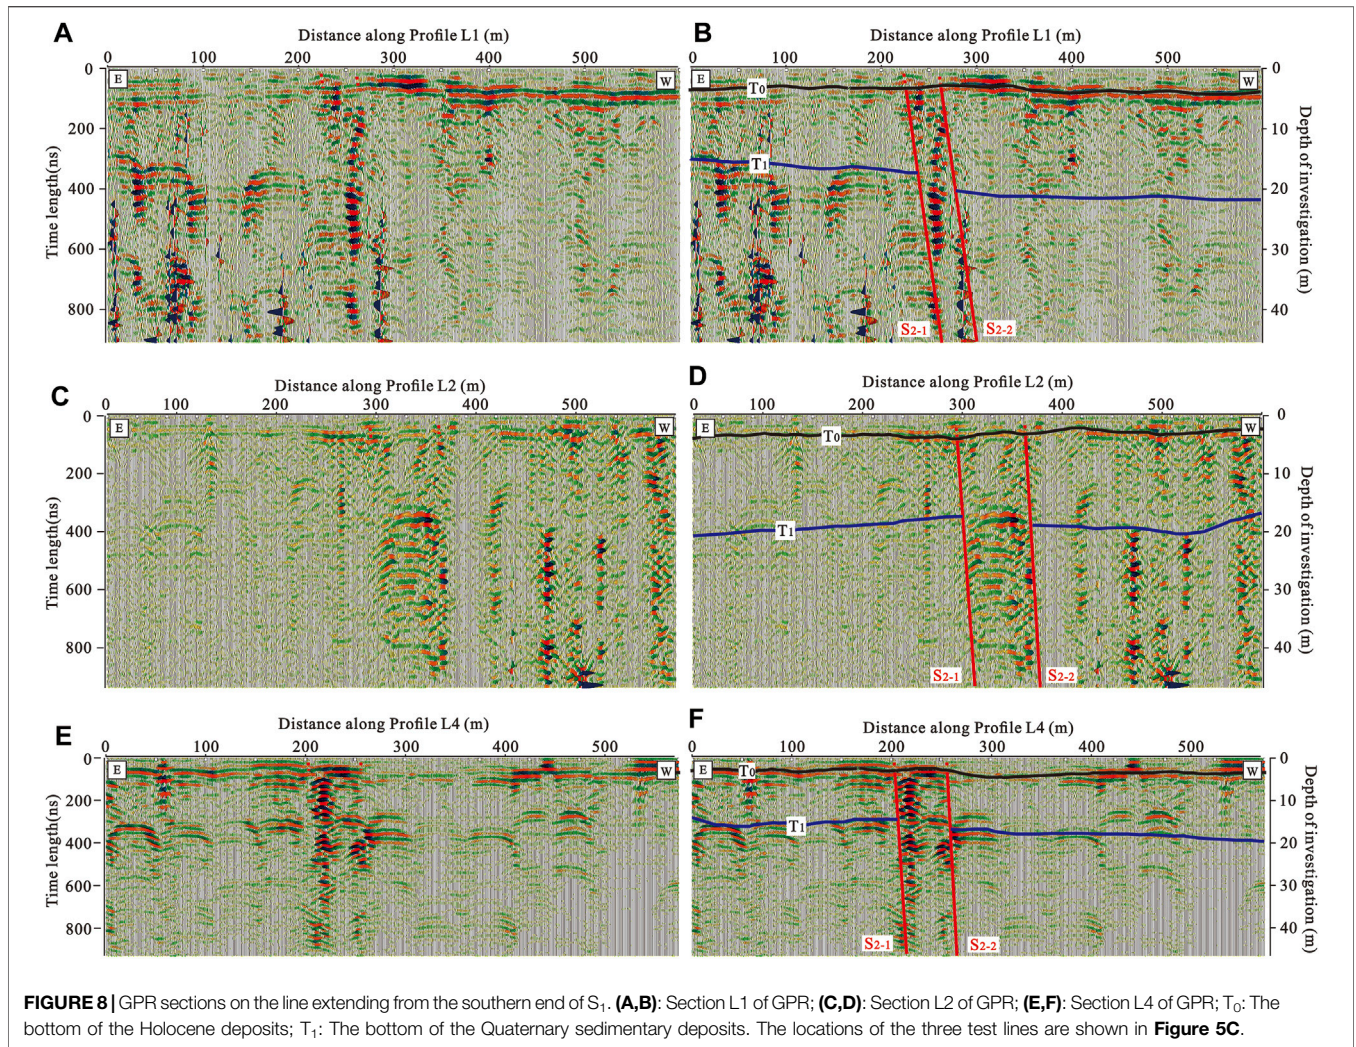 A
Distance along Profile L1 (m)
0 100 200 300 400 500
E
W
0
200
400
600
800
Time length(ns)
B
Distance along Profile L1 (m)
0 100 200 300 400 500
E
W
T0
T1
S2-1
S2-2
0
10
20
30
40
Depth of investigation (m)
C
Distance along Profile L2 (m)
0 100 200 300 400 500
E
W
0
200
400
600
800
Time length(ns)
D
Distance along Profile L2 (m)
0 100 200 300 400 500
E
W
T0
T1
S2-1
S2-2
0
10
20
30
40
Depth of investigation (m)
E
Distance along Profile L4 (m)
0 100 200 300 400 500
E
W
0
200
400
600
800
Time length(ns)
F
Distance along Profile L4 (m)
0 100 200 300 400 500
E
W
T0
T1
S2-1
S2-2
0
10
20
30
40
Depth of investigation (m)
FIGURE 8 | GPR sections on the line extending from the southern end of S1. (A,B): Section L1 of GPR; (C,D): Section L2 of GPR; (E,F): Section L4 of GPR; T0: The
bottom of the Holocene deposits; T1: The bottom of the Quaternary sedimentary deposits. The locations of the three test lines are shown in Figure 5C.